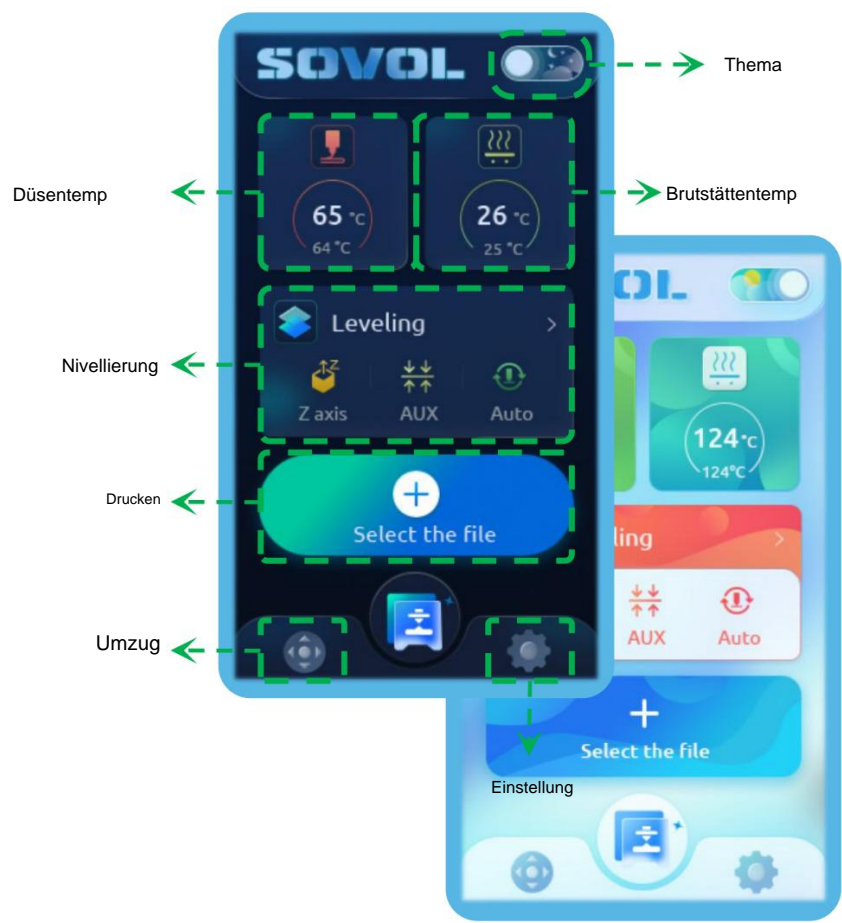 SOVOL
Thema
Düsentemp
65 °C
64 °C
26 °C
25 °C
Brutstättentemp
Nivellierung
Leveling
Z
Z axis
AUX
Auto
Drucken
Select the file
Umzug
Einstellung
OL
124 °C
124°C
ling
AUX
Auto
Select the file